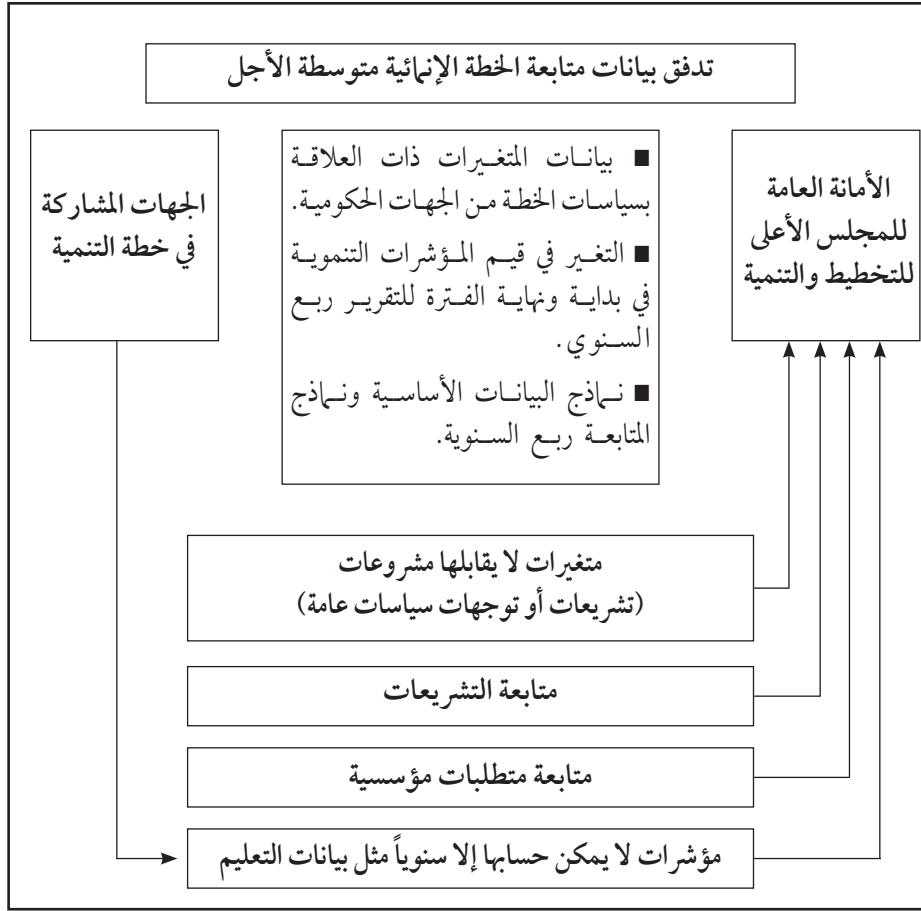 تدفق بيانات متابعة الخطة الإنمائية متوسطة الأجل
الأمانة العامة
للمجلس الأعلى
للتخطيط والتنمية
■ بيانات المتغيرات ذات العلاقة
بسياسات الخطة من الجهات الحكومية.
■ التغير في قيم المؤشرات التنموية
في بداية ونهاية الفترة للتقرير ربع
السنوي.
■ نماذج البيانات الأساسية ونماذج
المتابعة ربع السنوية.
الجهات المشاركة
في خطة التنمية
متغيرات لا يقابلها مشروعات
(تشريعات أو توجهات سياسات عامة)
متابعة التشريعات
متابعة متطلبات مؤسسية
مؤشرات لا يمكن حسابها إلا سنوياً مثل بيانات التعليم